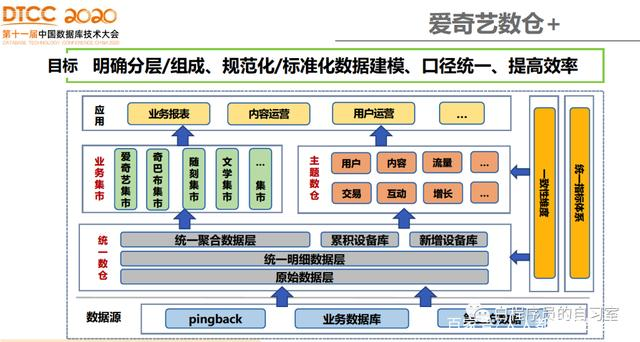 DTCC 2020
第十一届中国数据库技术大会
DATABASE TECHNOLOGY CONFERENCE CHINA 2020
爱奇艺数仓+
目标 明确分层/组成、规范化/标准化数据建模、口径统一、提高效率
应用
业务报表
内容运营
用户运营
...
业务集市
爱奇艺集市
奇巴布集市
随刻集市
文学集市
... 集市
主题数仓
用户
内容
流量
...
交易
互动
增长
...
一致性维度
统一指标体系
统一数仓
统一聚合数据层
累积设备库
新增设备库
统一明细数据层
原始数据层
数据源
pingback
业务数据库
程序员的自习室